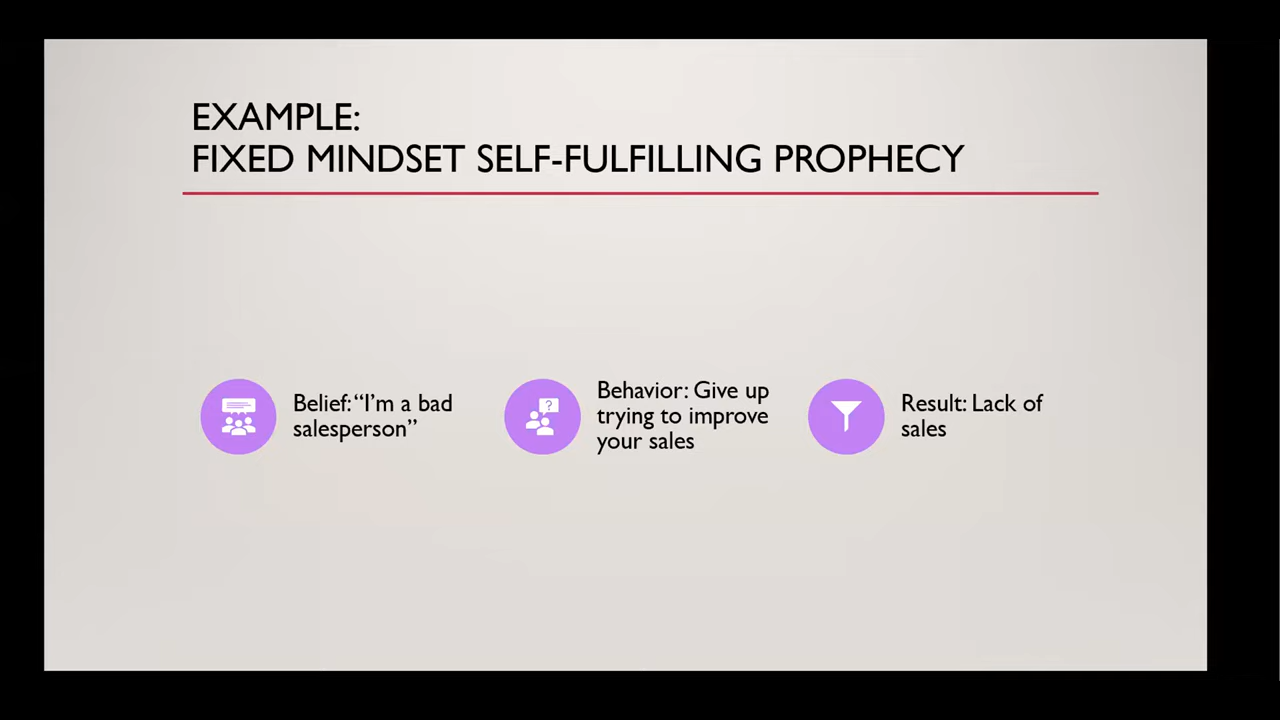 EXAMPLE:
FIXED MINDSET SELF-FULFILLING PROPHECY
Belief: “I’m a bad
salesperson”
Behavior: Give up
trying to improve
your sales
Result: Lack of
sales
?